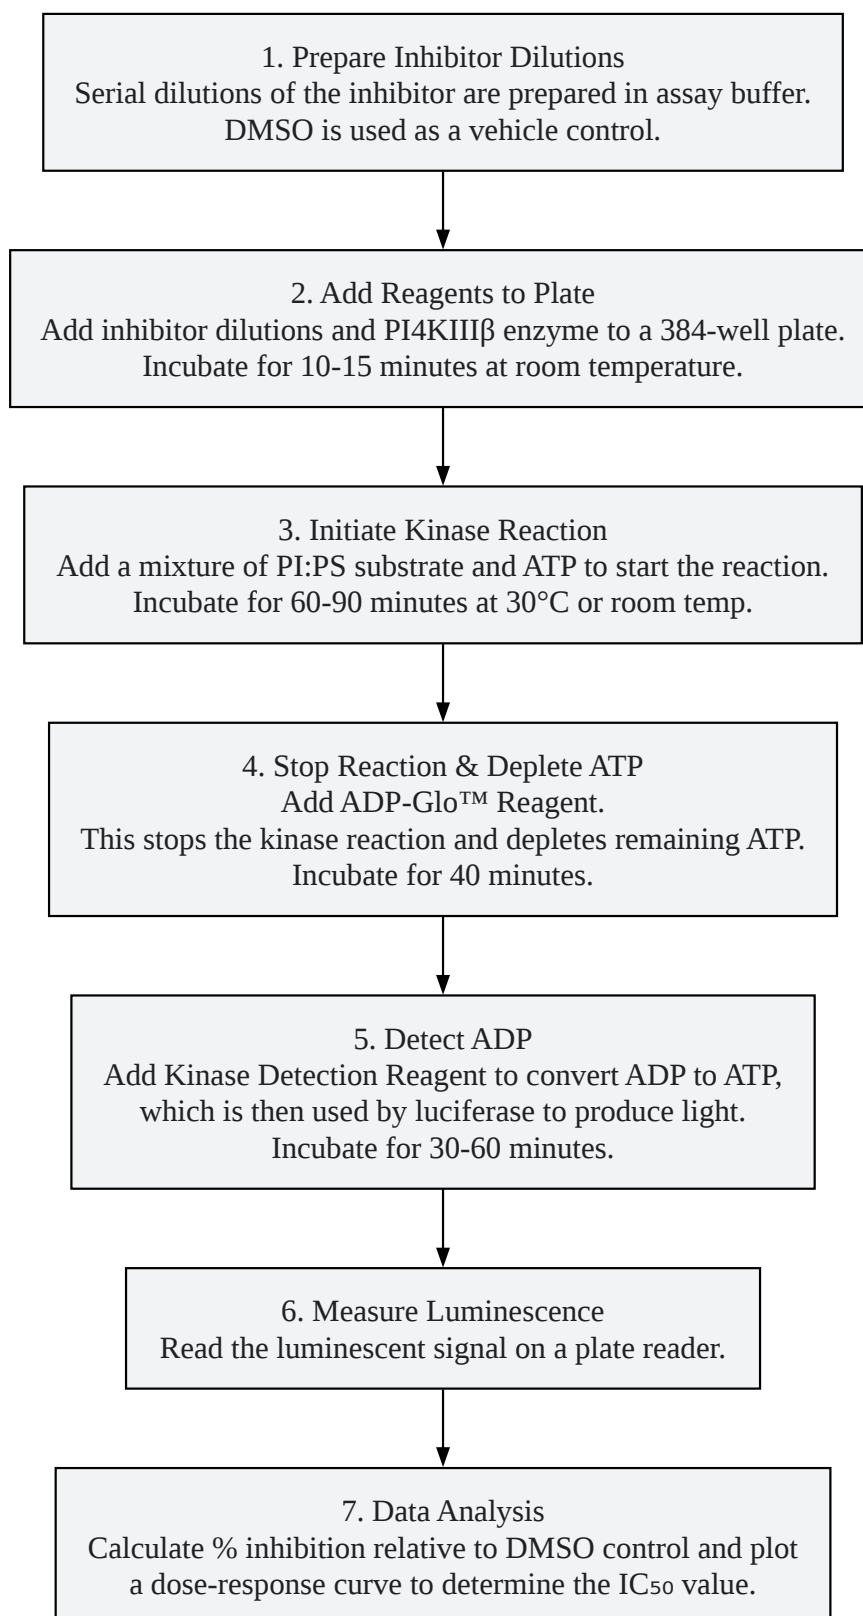 1. Prepare Inhibitor Dilutions
Serial dilutions of the inhibitor are prepared in assay buffer.
DMSO is used as a vehicle control.
2. Add Reagents to Plate
Add inhibitor dilutions and PI4KIIIβ enzyme to a 384-well plate.
Incubate for 10-15 minutes at room temperature.
3. Initiate Kinase Reaction
Add a mixture of PI:PS substrate and ATP to start the reaction.
Incubate for 60-90 minutes at 30°C or room temp.
4. Stop Reaction & Deplete ATP
Add ADP-Glo™ Reagent.
This stops the kinase reaction and depletes remaining ATP.
Incubate for 40 minutes.
5. Detect ADP
Add Kinase Detection Reagent to convert ADP to ATP,
which is then used by luciferase to produce light.
Incubate for 30-60 minutes.
6. Measure Luminescence
Read the luminescent signal on a plate reader.
7. Data Analysis
Calculate % inhibition relative to DMSO control and plot
a dose-response curve to determine the IC₅₀ value.